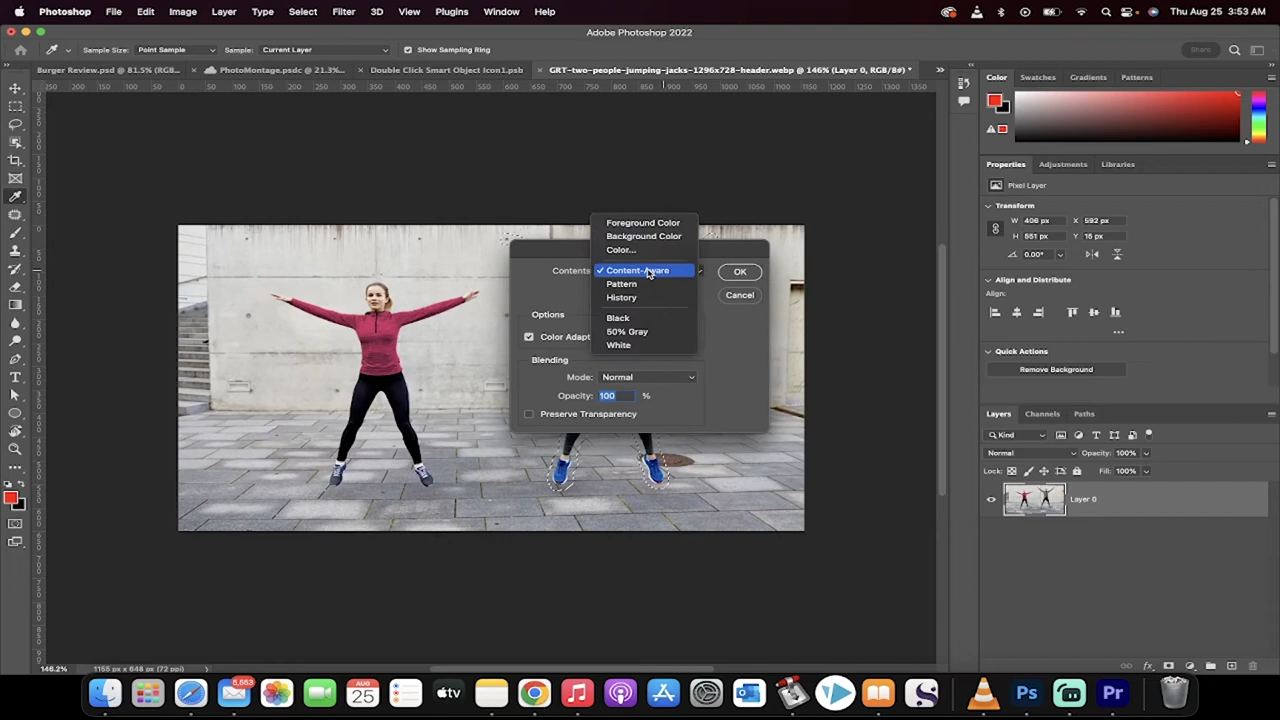 Photoshop File Edit Image Layer Type Select Filter 3D View Plugins Window Help Thu Aug 25 3:53 AM
Adobe Photoshop 2022
Sample Size: Point Sample Sample: Current Layer Show Sampling Ring Share
Burger Review.psd @ 81.5% (RGB... PhotoMontage.psdc @ 21.3%... Double Click Smart Object Icon1.psb GRT-two-people-jumping-jacks-1296x728-header.webp @ 146% (Layer 0, RGB/8#) *
Color Swatches Gradients Patterns
Properties Adjustments Libraries
Pixel Layer
Transform
W 406 px X 592 px
H 551 px Y 15 px
0.00°
Align and Distribute
Align:
Quick Actions
Remove Background
Layers Channels Paths
Kind
Normal Opacity: 100%
Lock: Fill: 100%
Layer 0
Foreground Color
Background Color
Color...
Contents Content-Aware OK
Pattern
History
Cancel
Options
Black
Color Adapt
50% Gray
White
Blending
Mode: Normal
Opacity: 100 %
Preserve Transparency
146.2% 1155 px x 648 px (72 ppi)
5,553
AUG
25
tv
Ps
Pr